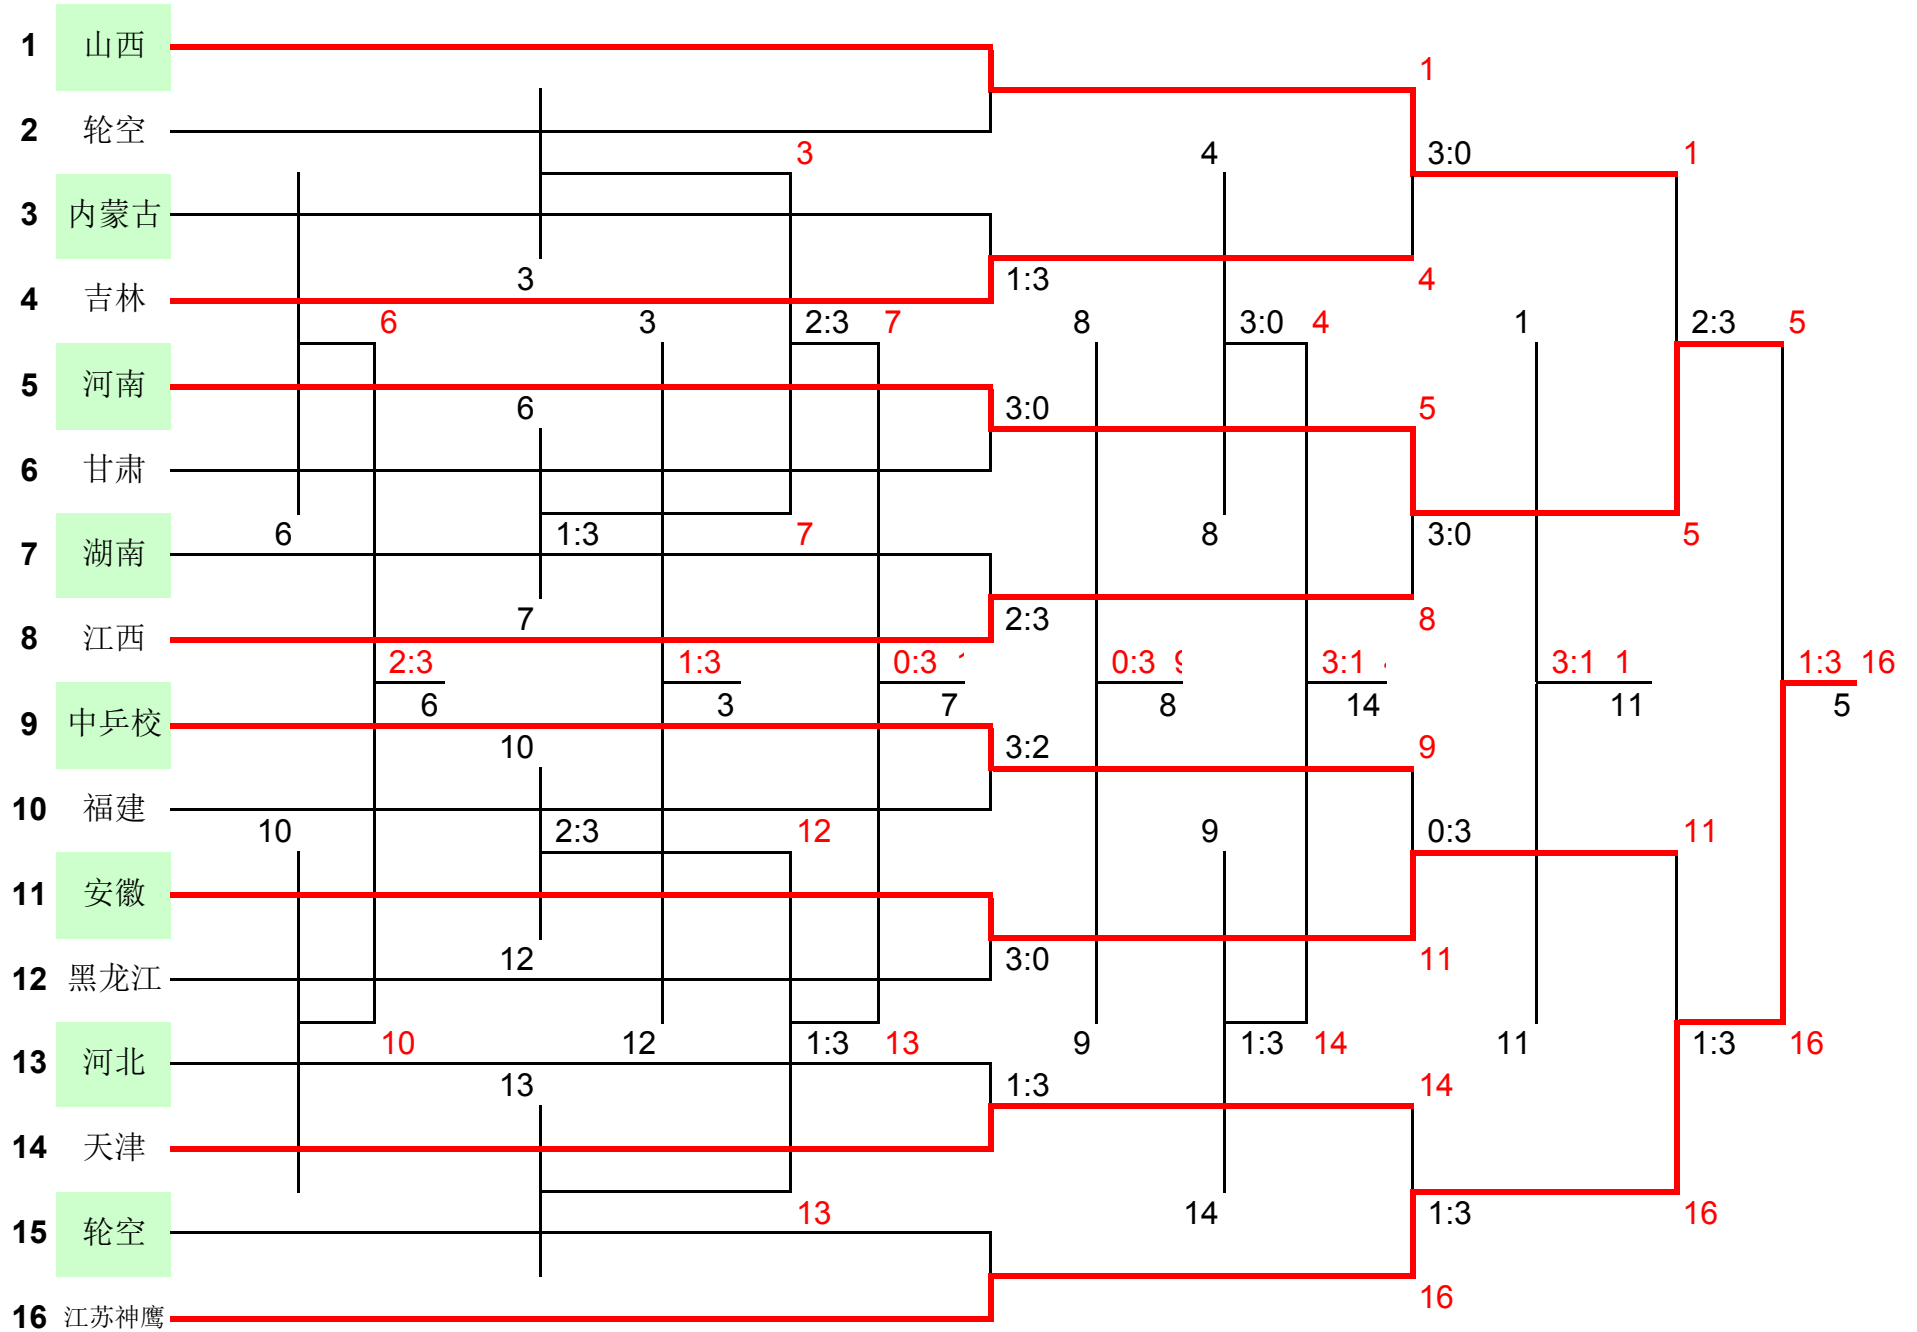 1 山西
1
2 轮空
3 4 3:0 1
3 内蒙古
3 1:3 4
4 吉林
6 3 2:3 7 8 3:0 4 1 2:3 5
5 河南
6 3:0 5
6 甘肃
6 1:3 7 8 3:0 5
7 湖南
7 2:3 8
8 江西
2:3 1:3 0:3 0:3 3:1 3:1 1 1:3 16
6 3 7 8 14 11 5
9 中乒校
10 3:2 9
10 福建
10 2:3 12 9 0:3 11
11 安徽
12 3:0 11
12 黑龙江
10 12 1:3 13 9 1:3 14 11 1:3 16
13 河北
13 1:3 14
14 天津
13 14 1:3 16
15 轮空
16
16 江苏神鹰